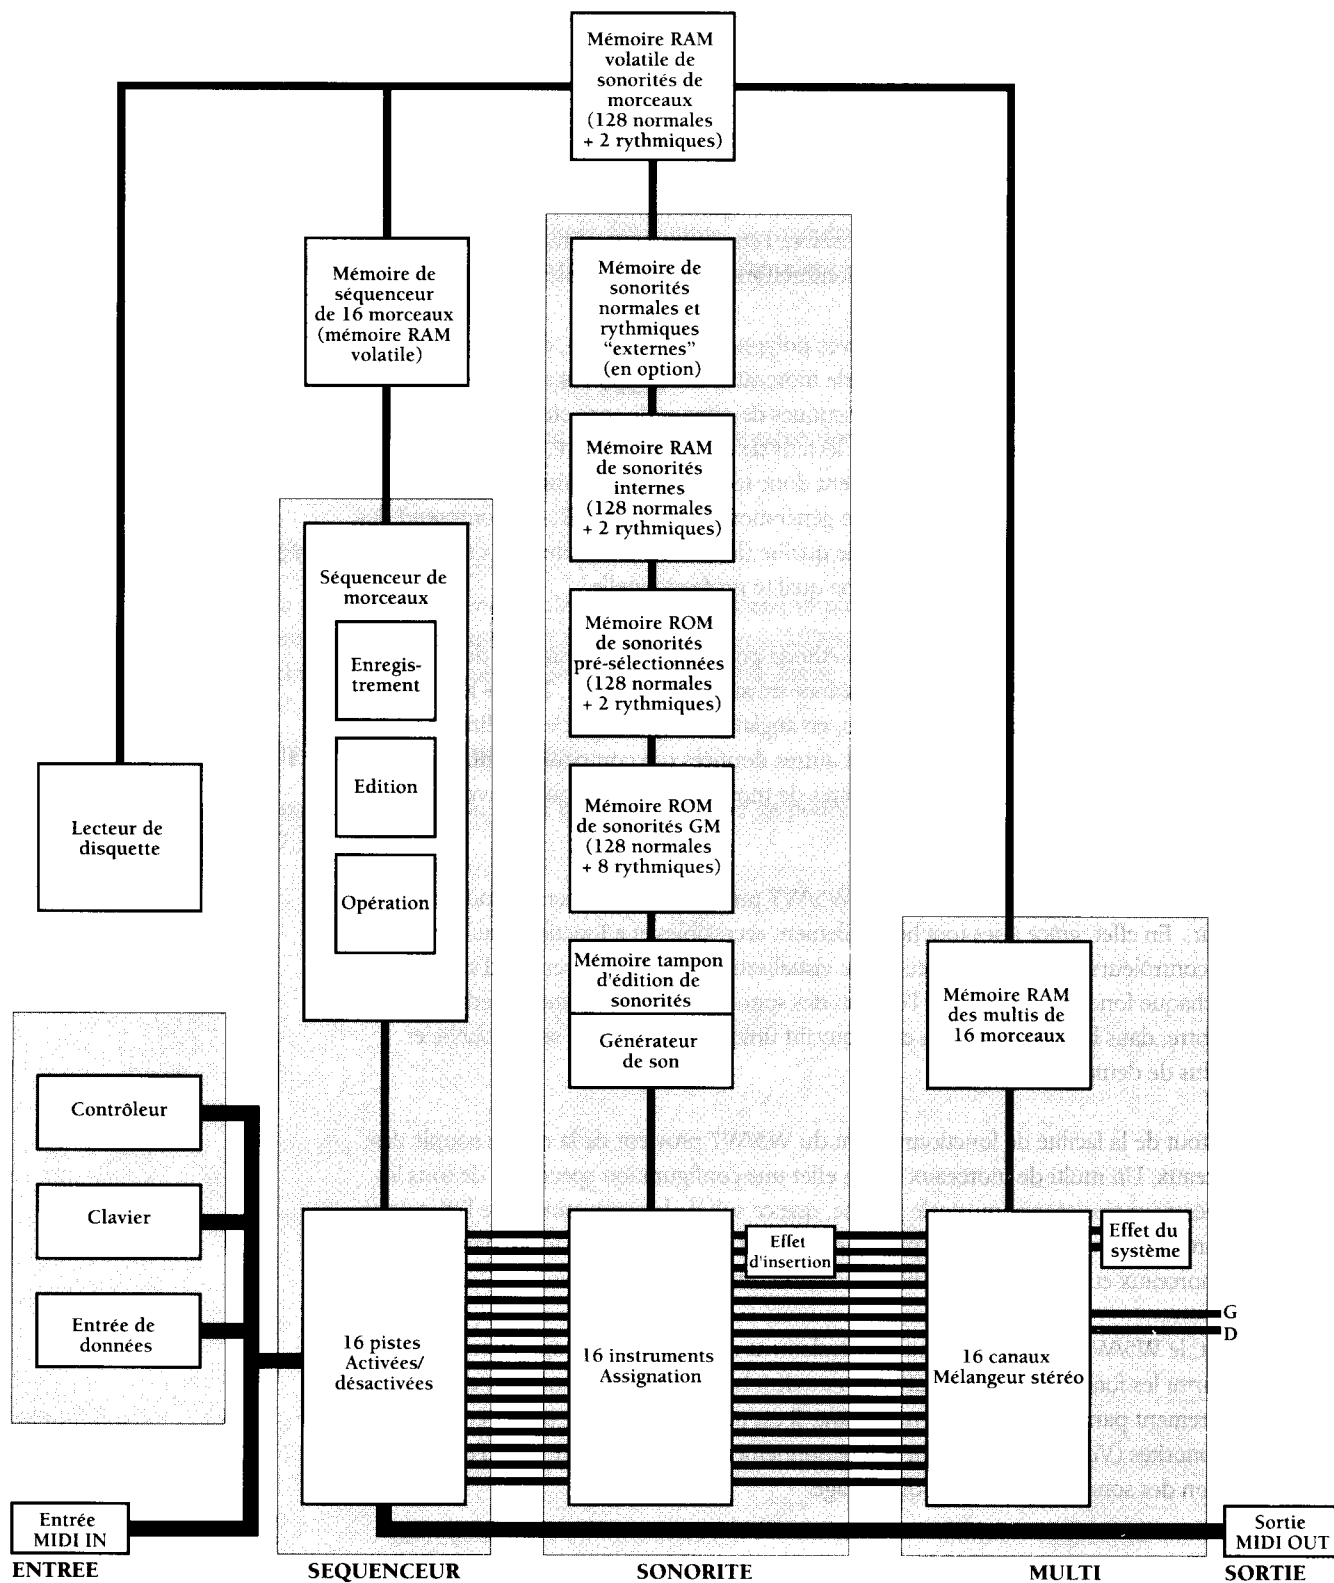 Mémoire RAM
volatile de
sonorités de
morceaux
(128 normales
+ 2 rythmiques)
Mémoire de
séquenceur
de 16 morceaux
(mémoire RAM
volatile)
Mémoire de
sonorités
normales et
rythmiques
"externes"
(en option)
Mémoire RAM
de sonorités
internes
(128 normales
+ 2 rythmiques)
Séquenceur de
morceaux
Enregis-
trement
Edition
Opération
Mémoire ROM
de sonorités
pré-sélectionnées
(128 normales
+ 2 rythmiques)
Lecteur de
disquette
Mémoire ROM
de sonorités GM
(128 normales
+ 8 rythmiques)
Mémoire tampon
d'édition de
sonorités
Générateur
de son
Mémoire RAM
des multis de
16 morceaux
Contrôleur
Clavier
Entrée de
données
16 pistes
Activées/
désactivées
16 instruments
Assignation
Effet
d'insertion
16 canaux
Mélangeur stéréo
Effet du
système
G
D
Entrée
MIDI IN
Sortie
MIDI OUT
ENTREE
SEQUENCEUR
SONORITE
MULTI
SORTIE